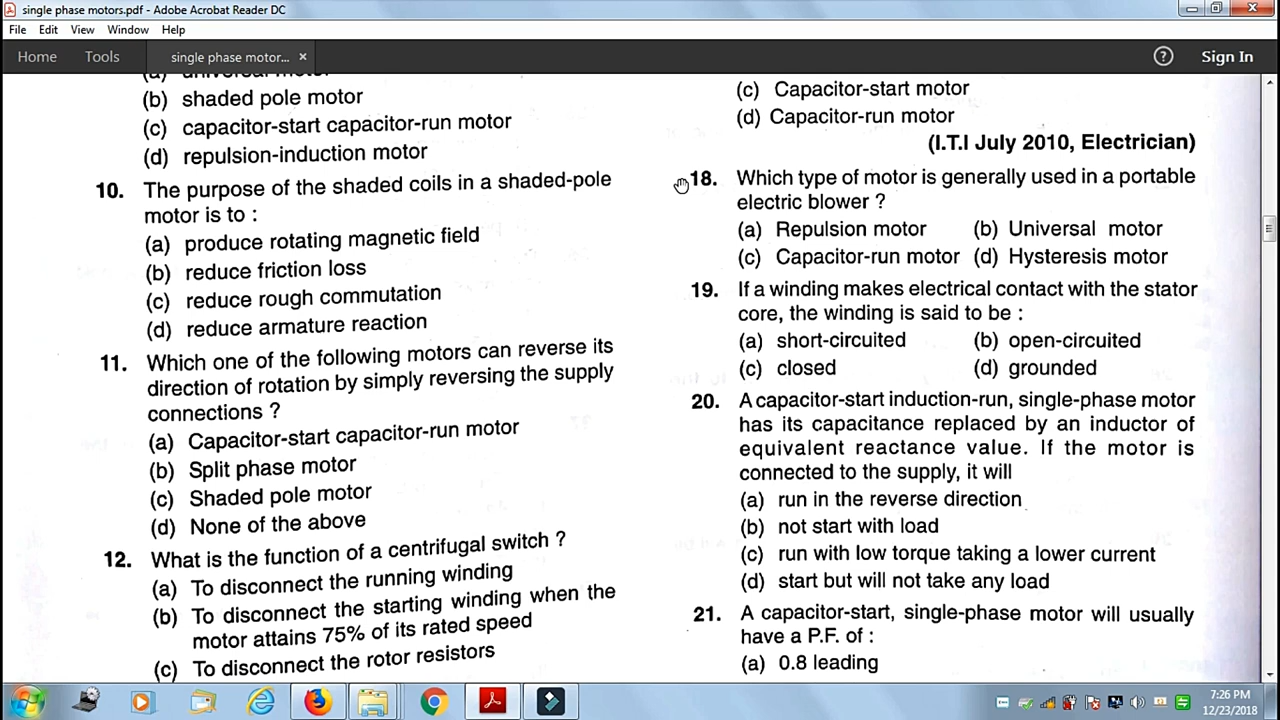 single phase motors.pdf - Adobe Acrobat Reader DC
File Edit View Window Help
Home Tools single phase motor... × ? Sign In
(a) universal motor
(b) shaded pole motor
(c) capacitor-start capacitor-run motor
(d) repulsion-induction motor
10. The purpose of the shaded coils in a shaded-pole
motor is to :
(a) produce rotating magnetic field
(b) reduce friction loss
(c) reduce rough commutation
(d) reduce armature reaction
11. Which one of the following motors can reverse its
direction of rotation by simply reversing the supply
connections ?
(a) Capacitor-start capacitor-run motor
(b) Split phase motor
(c) Shaded pole motor
(d) None of the above
12. What is the function of a centrifugal switch ?
(a) To disconnect the running winding
(b) To disconnect the starting winding when the
motor attains 75% of its rated speed
(c) To disconnect the rotor resistors
(c) Capacitor-start motor
(d) Capacitor-run motor
(I.T.I July 2010, Electrician)
18. Which type of motor is generally used in a portable
electric blower ?
(a) Repulsion motor (b) Universal motor
(c) Capacitor-run motor (d) Hysteresis motor
19. If a winding makes electrical contact with the stator
core, the winding is said to be :
(a) short-circuited (b) open-circuited
(c) closed (d) grounded
20. A capacitor-start induction-run, single-phase motor
has its capacitance replaced by an inductor of
equivalent reactance value. If the motor is
connected to the supply, it will
(a) run in the reverse direction
(b) not start with load
(c) run with low torque taking a lower current
(d) start but will not take any load
21. A capacitor-start, single-phase motor will usually
have a P.F. of :
(a) 0.8 leading
7:26 PM
12/23/2018